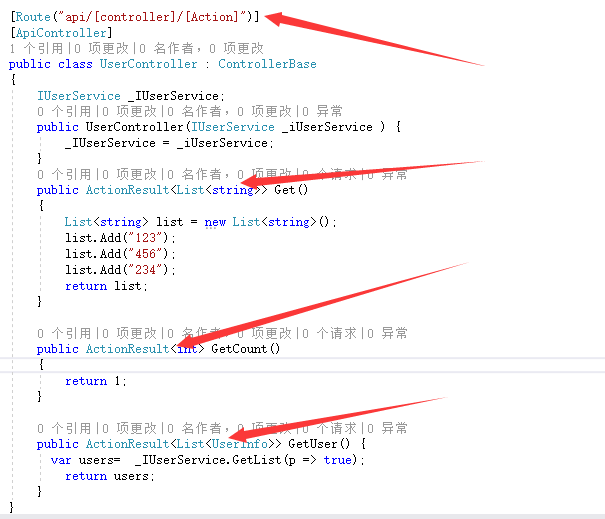 [Route("api/[controller]/[Action]")]
[ApiController]
1 个引用|0 项更改|0 名作者，0 项更改
public class UserController : ControllerBase
{
IUserService _IUserService;
0 个引用|0 项更改|0 名作者，0 项更改|0 异常
public UserController(IUserService _iUserService ) {
_IUserService = _iUserService;
}
0 个引用|0 项更改|0 名作者，0 项更改|0 个请求|0 异常
public ActionResult<List<string>> Get()
{
List<string> list = new List<string>();
list.Add("123");
list.Add("456");
list.Add("234");
return list;
}
0 个引用|0 项更改|0 名作者，0 项更改|0 个请求|0 异常
public ActionResult<int> GetCount()
{
return 1;
}
0 个引用|0 项更改|0 名作者，0 项更改|0 个请求|0 异常
public ActionResult<List<UserInfo>> GetUser() {
var users= _IUserService.GetList(p => true);
return users;
}
}